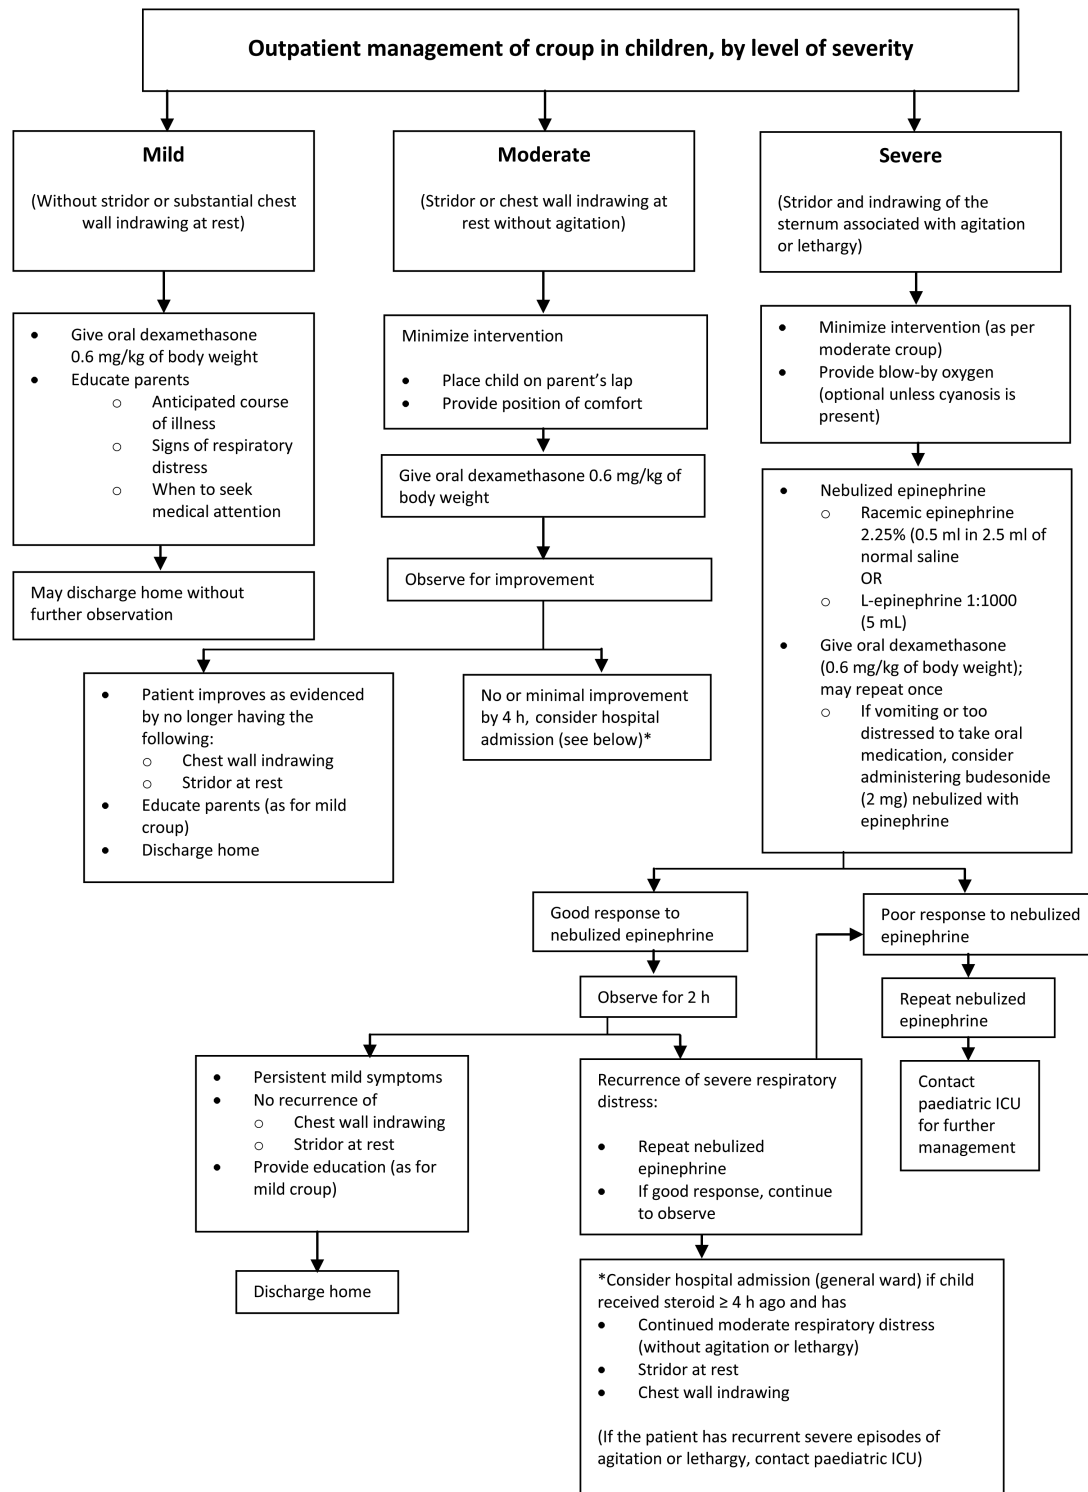 Outpatient management of croup in children, by level of severity
Mild
(Without stridor or substantial chest
wall indrawing at rest)
Moderate
(Stridor or chest wall indrawing at
rest without agitation)
Severe
(Stridor and indrawing of the
sternum associated with agitation
or lethargy)
• Give oral dexamethasone
0.6 mg/kg of body weight
• Educate parents
o Anticipated course
of illness
o Signs of respiratory
distress
o When to seek
medical attention
May discharge home without
further observation
Minimize intervention
• Place child on parent’s lap
• Provide position of comfort
Give oral dexamethasone 0.6 mg/kg of
body weight
Observe for improvement
• Patient improves as evidenced
by no longer having the
following:
o Chest wall indrawing
o Stridor at rest
• Educate parents (as for mild
croup)
• Discharge home
No or minimal improvement
by 4 h, consider hospital
admission (see below)*
• Minimize intervention (as per
moderate croup)
• Provide blow-by oxygen
(optional unless cyanosis is
present)
• Nebulized epinephrine
o Racemic epinephrine
2.25% (0.5 ml in 2.5 ml of
normal saline
OR
o L-epinephrine 1:1000
(5 mL)
• Give oral dexamethasone
(0.6 mg/kg of body weight);
may repeat once
o If vomiting or too
distressed to take oral
medication, consider
administering budesonide
(2 mg) nebulized with
epinephrine
Good response to
nebulized epinephrine
Observe for 2 h
Poor response to nebulized
epinephrine
Repeat nebulized
epinephrine
Contact
paediatric ICU
for further
management
• Persistent mild symptoms
• No recurrence of
o Chest wall indrawing
o Stridor at rest
• Provide education (as for
mild croup)
Discharge home
Recurrence of severe respiratory
distress:
• Repeat nebulized
epinephrine
• If good response, continue
to observe
*Consider hospital admission (general ward) if child
received steroid ≥ 4 h ago and has
• Continued moderate respiratory distress
(without agitation or lethargy)
• Stridor at rest
• Chest wall indrawing
(If the patient has recurrent severe episodes of
agitation or lethargy, contact paediatric ICU)